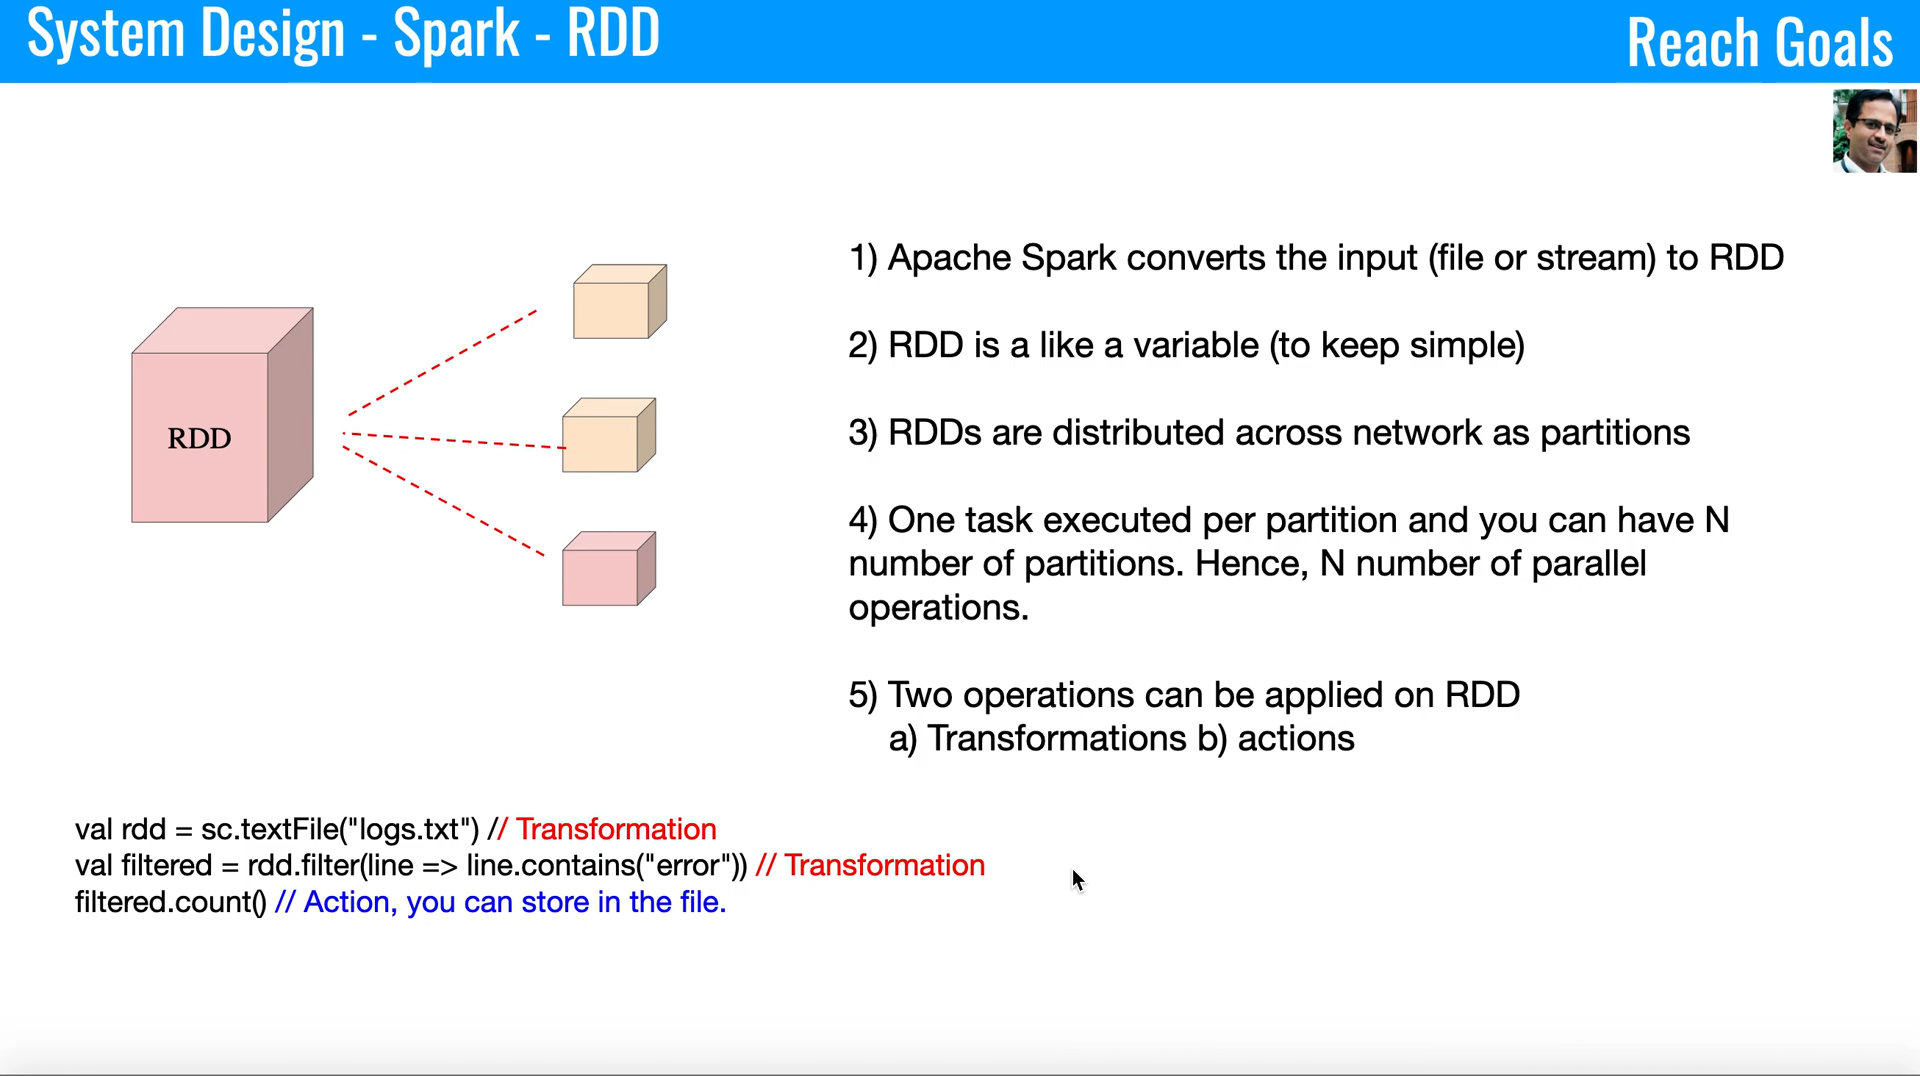 System Design - Spark - RDD
Reach Goals
RDD
1) Apache Spark converts the input (file or stream) to RDD
2) RDD is a like a variable (to keep simple)
3) RDDs are distributed across network as partitions
4) One task executed per partition and you can have N
number of partitions. Hence, N number of parallel
operations.
5) Two operations can be applied on RDD
a) Transformations b) actions
val rdd = sc.textFile("logs.txt") // Transformation
val filtered = rdd.filter(line => line.contains("error")) // Transformation
filtered.count() // Action, you can store in the file.